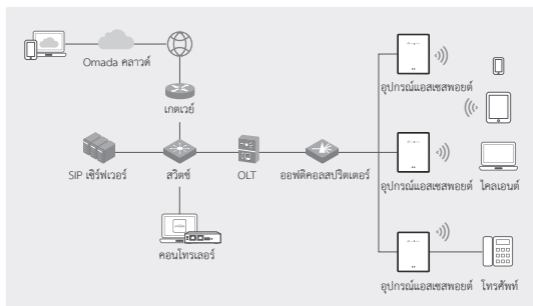 Omada คลาวด์
เกตเวย์
อุปกรณ์แอสเซสพอยต์
SIP เซิร์ฟเวอร์
สวิตช์
OLT
ออฟติคอลสปริตเตอร์
อุปกรณ์แอสเซสพอยต์
ไคลเอนต์
คอนโทรเลอร์
อุปกรณ์แอสเซสพอยต์
โทรศัพท์